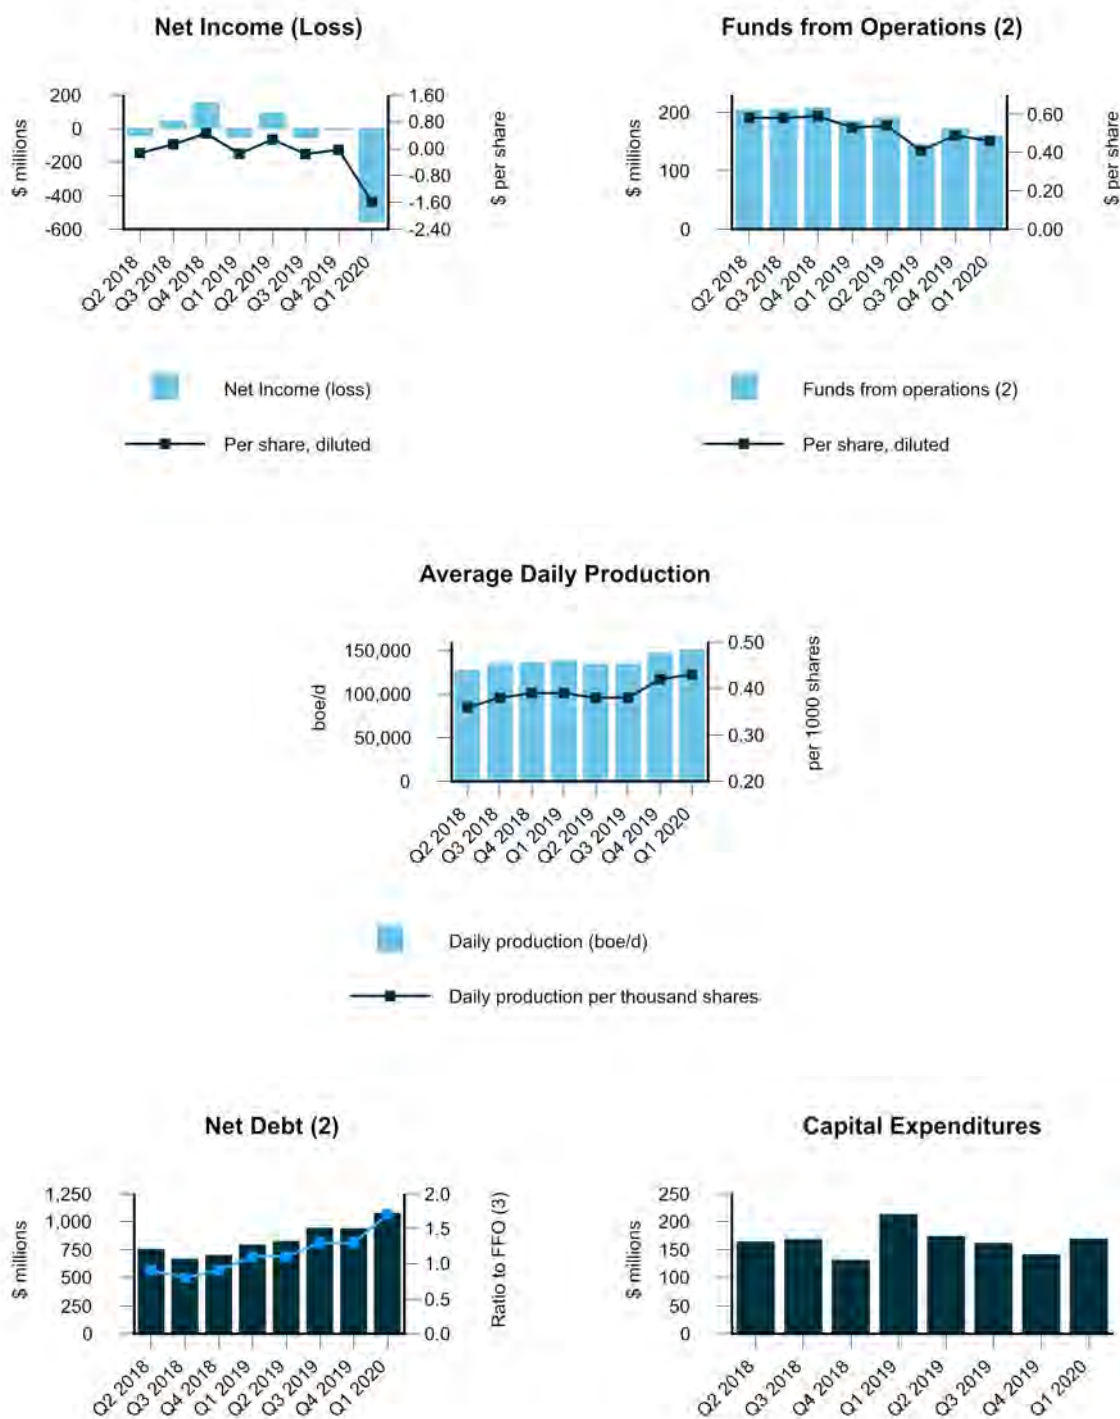 Net Income (Loss)
$ millions
200
0
-200
-400
-600
1.60
0.80
0.00
-0.80
-1.60
-2.40
$ per share
Q2 2018
Q3 2018
Q4 2018
Q1 2019
Q2 2019
Q3 2019
Q4 2019
Q1 2020
Net Income (loss)
Per share, diluted
Funds from Operations (2)
$ millions
200
100
0
0.60
0.40
0.20
0.00
$ per share
Q2 2018
Q3 2018
Q4 2018
Q1 2019
Q2 2019
Q3 2019
Q4 2019
Q1 2020
Funds from operations (2)
Per share, diluted
Average Daily Production
boe/d
150,000
100,000
50,000
0
0.50
0.40
0.30
0.20
per 1000 shares
Q2 2018
Q3 2018
Q4 2018
Q1 2019
Q2 2019
Q3 2019
Q4 2019
Q1 2020
Daily production (boe/d)
Daily production per thousand shares
Net Debt (2)
$ millions
1,250
1,000
750
500
250
0
2.0
1.5
1.0
0.5
0.0
Ratio to FFO (3)
Q2 2018
Q3 2018
Q4 2018
Q1 2019
Q2 2019
Q3 2019
Q4 2019
Q1 2020
Capital Expenditures
$ millions
250
200
150
100
50
0
Q2 2018
Q3 2018
Q4 2018
Q1 2019
Q2 2019
Q3 2019
Q4 2019
Q1 2020